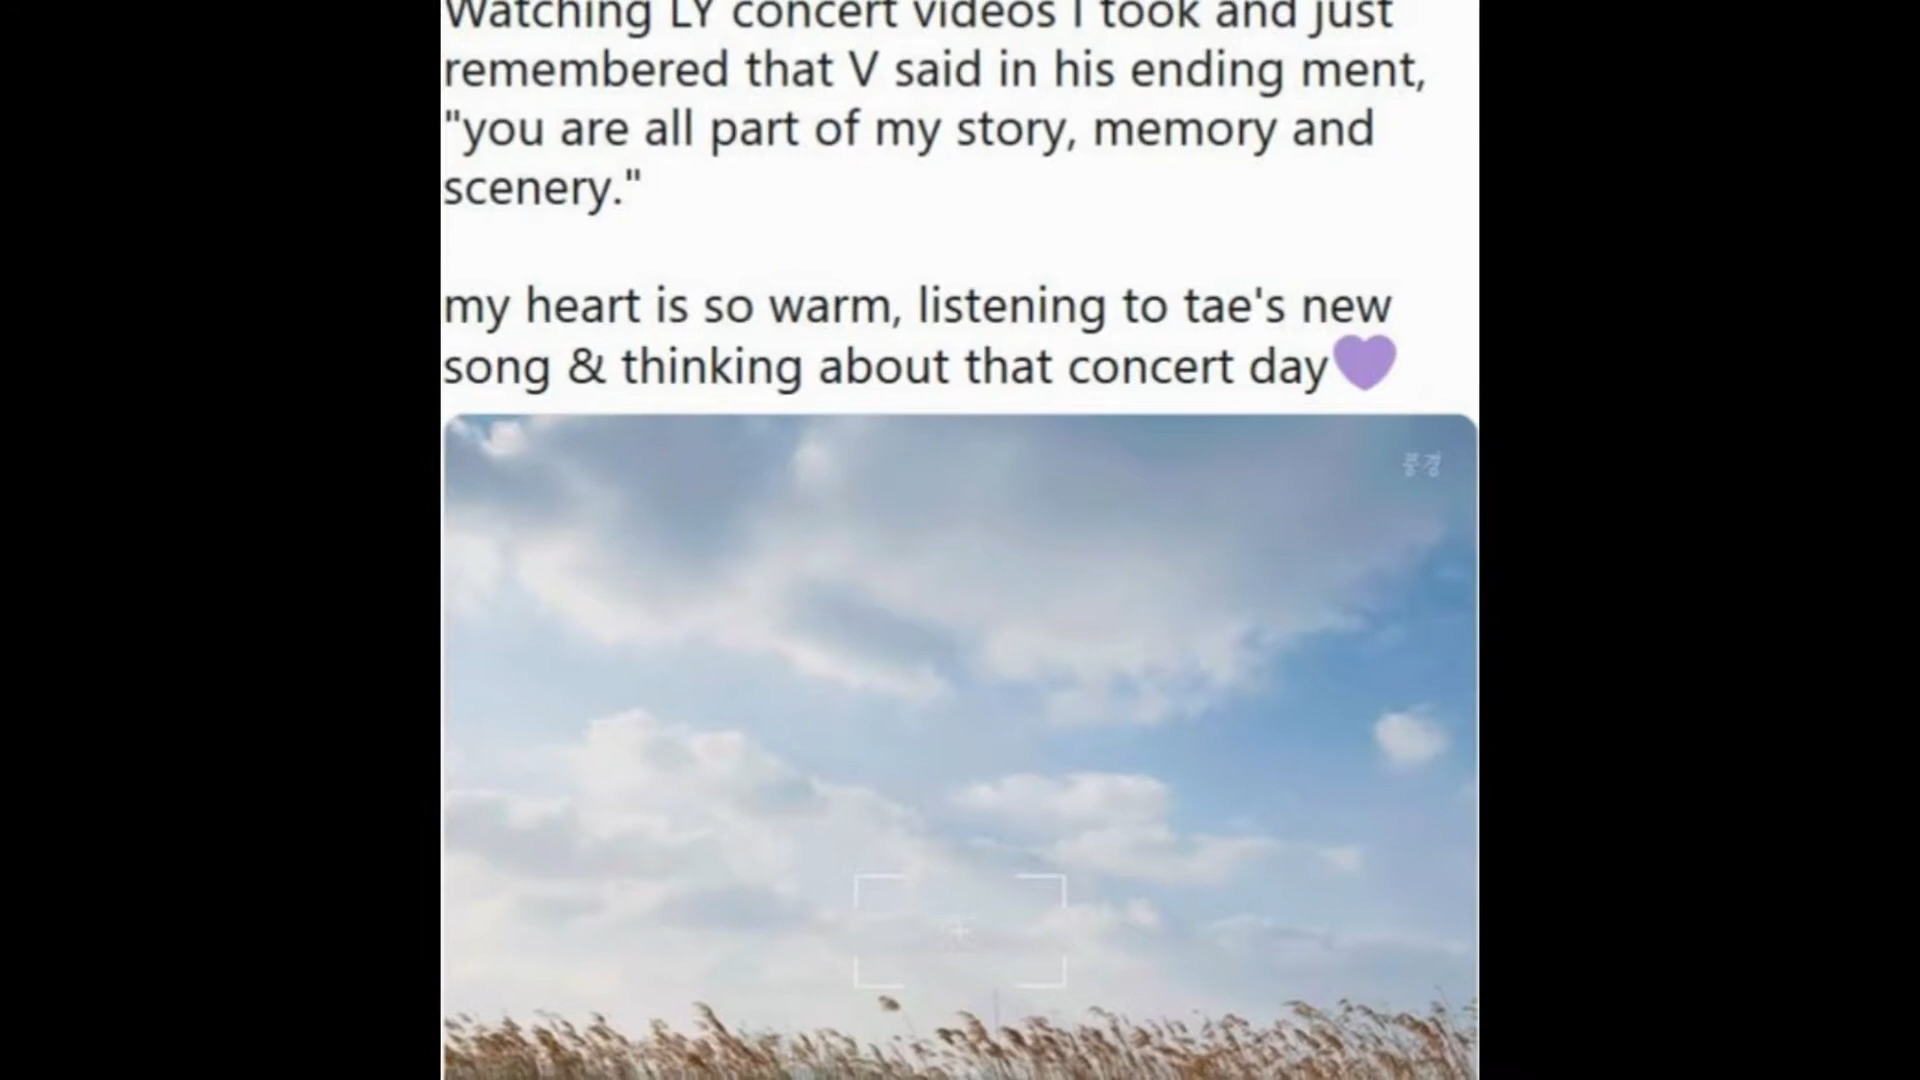 Watching LY concert videos I took and just
remembered that V said in his ending ment,
"you are all part of my story, memory and
scenery."
my heart is so warm, listening to tae's new
song & thinking about that concert day💜
풍경